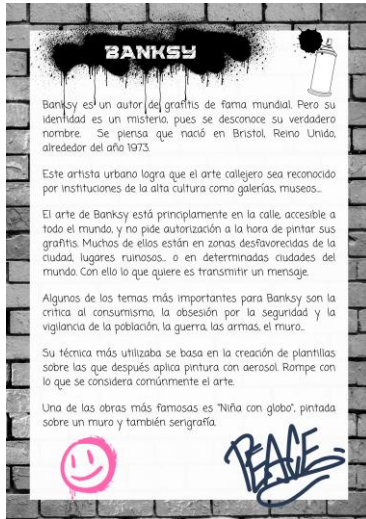 BANKSY
Banksy es un autor de grafitis de fama mundial. Pero su
identidad es un misterio, pues se desconoce su verdadero
nombre. Se piensa que nació en Bristol, Reino Unido,
alrededor del año 1973.
Este artista urbano logra que el arte callejero sea reconocido
por instituciones de la alta cultura como galerías, museos...
El arte de Banksy está principlamente en la calle, accesible a
todo el mundo, y no pide autorización a la hora de pintar sus
grafitis. Muchos de ellos están en zonas desfavorecidas de la
ciudad, lugares ruinosos... o en determinadas ciudades del
mundo. Con ello lo que quiere es transmitir un mensaje.
Algunos de los temas más importantes para Banksy son la
critica al consumismo, la obsesión por la seguridad y la
vigilancia de la población, la guerra, las armas, el muro...
Su técnica más utilizaba se basa en la creación de plantillas
sobre las que después aplica pintura con aerosol. Rompe con
lo que se considera comúnmente el arte.
Una de las obras más famosas es "Niña con globo", pintada
sobre un muro y también serigrafía.
PEACE